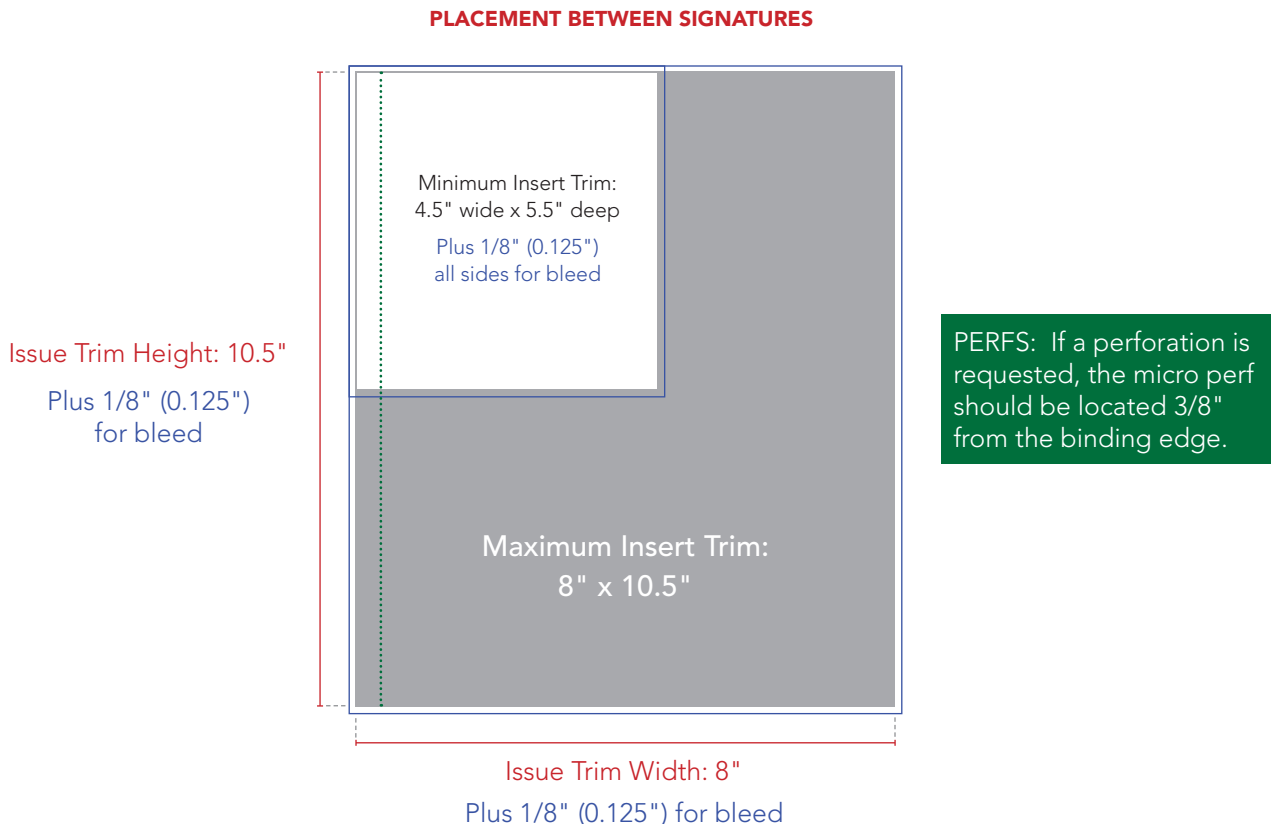 PLACEMENT BETWEEN SIGNATURES
Minimum Insert Trim:
4.5" wide x 5.5" deep
Plus 1/8" (0.125")
all sides for bleed
Issue Trim Height: 10.5"
Plus 1/8" (0.125")
for bleed
PERFS: If a perforation is
requested, the micro perf
should be located 3/8"
from the binding edge.
Maximum Insert Trim:
8" x 10.5"
Issue Trim Width: 8"
Plus 1/8" (0.125") for bleed